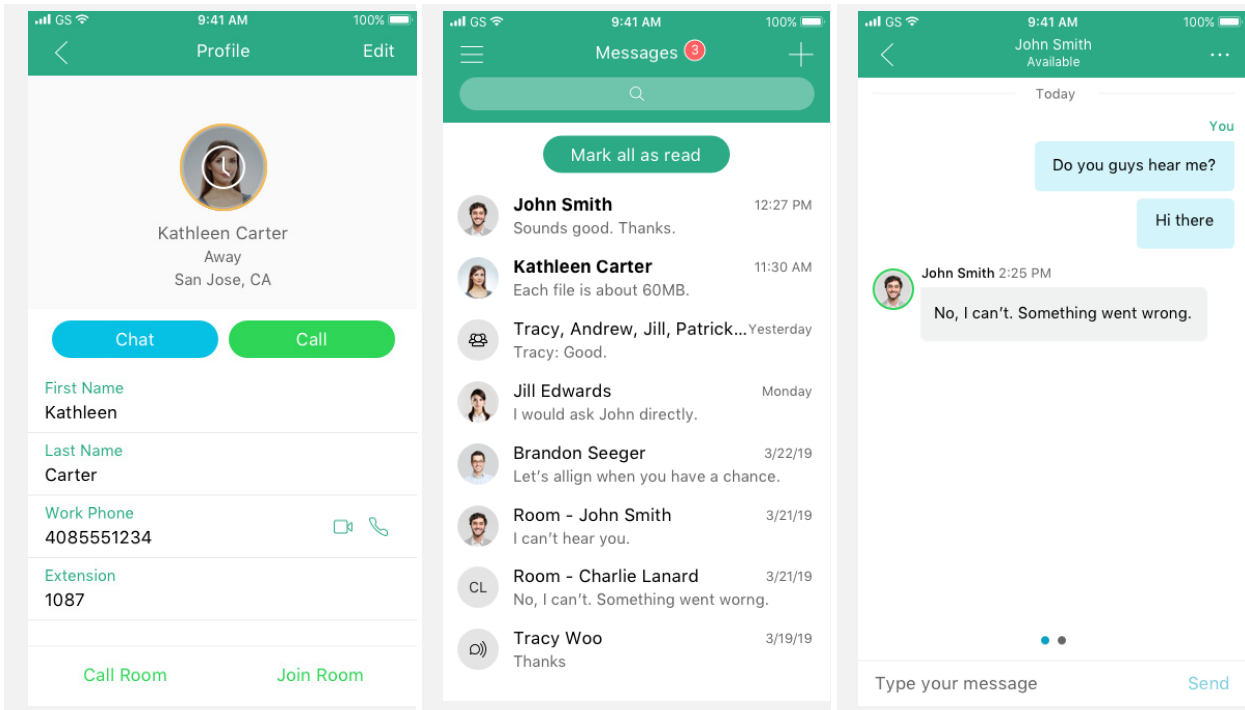 GS 9:41 AM 100%
Profile Edit
Kathleen Carter
Away
San Jose, CA
Chat Call
First Name
Kathleen
Last Name
Carter
Work Phone
4085551234
Extension
1087
Call Room Join Room
GS 9:41 AM 100%
Messages 3
Mark all as read
John Smith 12:27 PM
Sounds good. Thanks.
Kathleen Carter 11:30 AM
Each file is about 60MB.
Tracy, Andrew, Jill, Patrick... Yesterday
Tracy: Good.
Jill Edwards Monday
I would ask John directly.
Brandon Seeger 3/22/19
Let's allign when you have a chance.
Room - John Smith 3/21/19
I can't hear you.
CL Room - Charlie Lanard 3/21/19
No, I can't. Something went worng.
Tracy Woo 3/19/19
Thanks
GS 9:41 AM 100%
John Smith
Available
Today
You
Do you guys hear me?
Hi there
John Smith 2:25 PM
No, I can't. Something went wrong.
Type your message Send